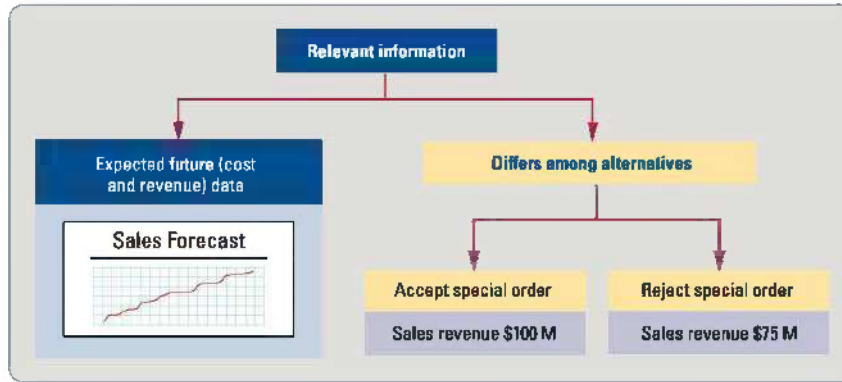 Relevant information
Expected future (cost
and revenue) data
Sales Forecast
Differs among alternatives
Accept special order
Sales revenue $100 M
Reject special order
Sales revenue $75 M